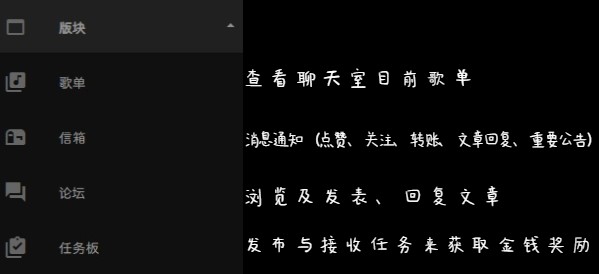 版块
歌单 查看聊天室目前歌单
信箱 消息通知（点赞、关注、转账、文章回复、重要公告）
论坛 浏览及发表、回复文章
任务板 发布与接收任务来获取金钱奖励